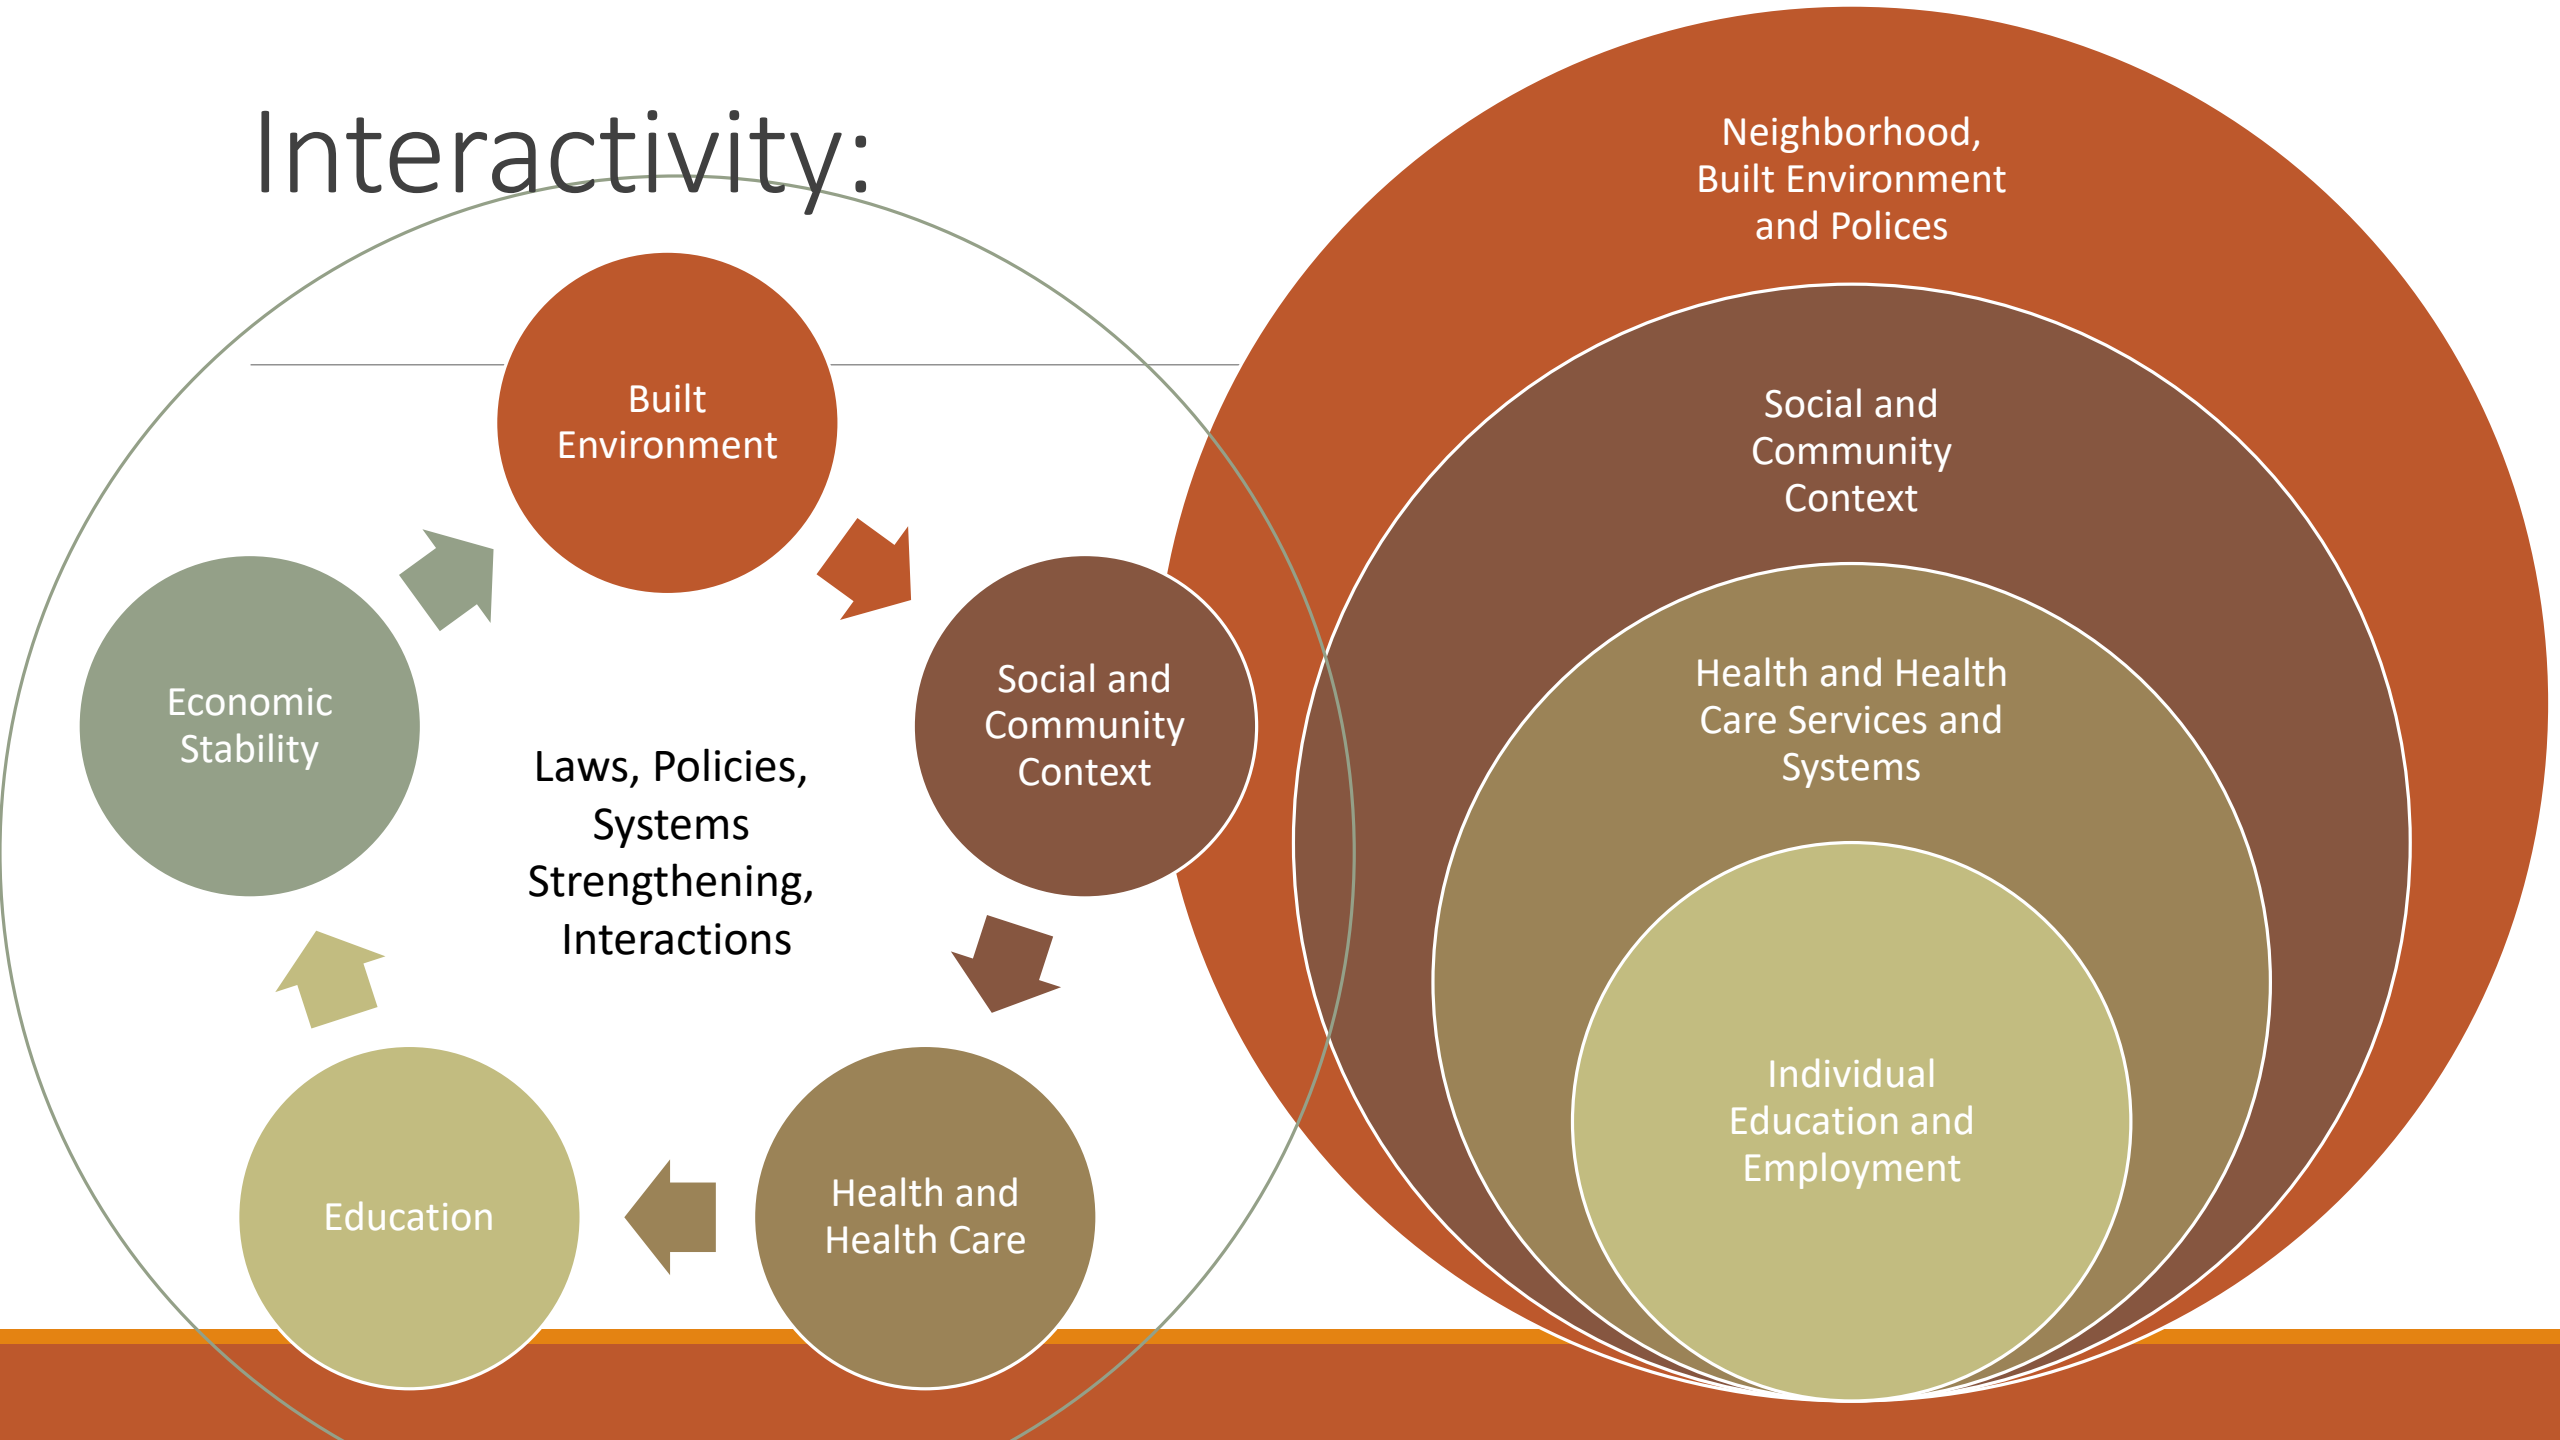 Interactivity:
Built
Environment
Social and
Community
Context
Health and
Health Care
Education
Economic
Stability
Laws, Policies,
Systems
Strengthening,
Interactions
Neighborhood,
Built Environment
and Polices
Social and
Community
Context
Health and Health
Care Services and
Systems
Individual
Education and
Employment